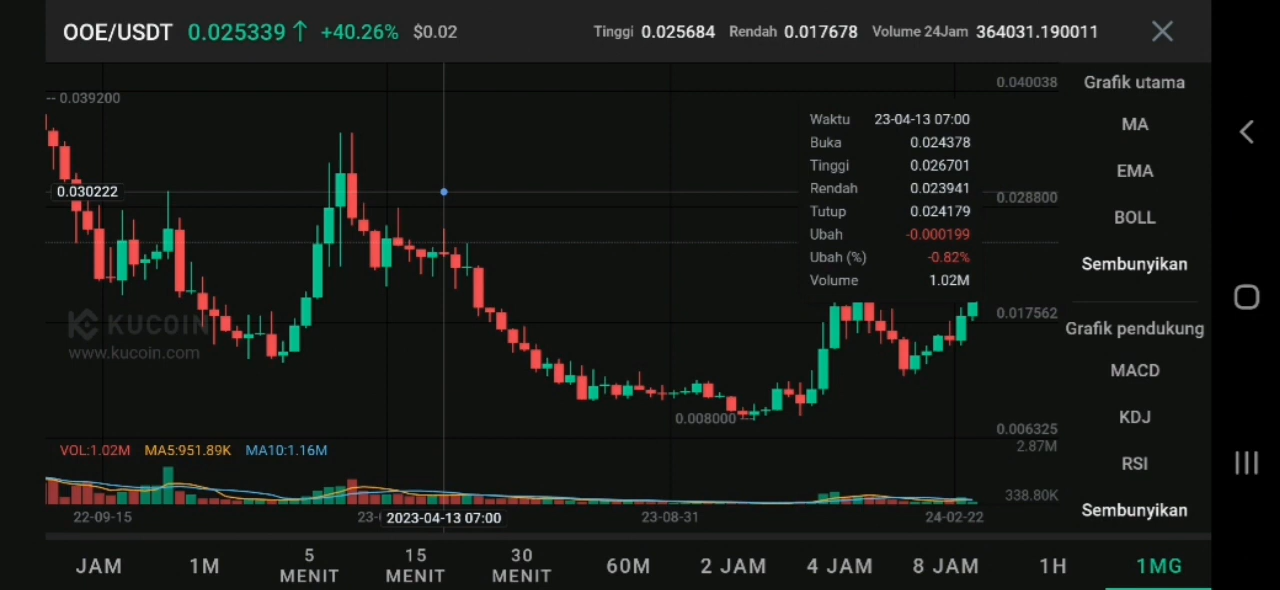 OOE/USDT 0.025339↑ +40.26% $0.02 Tinggi 0.025684 Rendah 0.017678 Volume 24Jam 364031.190011
0.039200
0.030222
0.040038
0.028800
0.017562
0.006325
2.87M
338.80K
Waktu 23-04-13 07:00
Buka 0.024378
Tinggi 0.026701
Rendah 0.023941
Tutup 0.024179
Ubah -0.000199
Ubah (%) -0.82%
Volume 1.02M
KUCOIN
www.kucoin.com
0.008000
VOL:1.02M MA5:951.89K MA10:1.16M
22-09-15 23-0 2023-04-13 07:00 23-08-31 24-02-22
Grafik utama
MA
EMA
BOLL
Sembunyikan
Grafik pendukung
MACD
KDJ
RSI
Sembunyikan
JAM 1M 5 MENIT 15 MENIT 30 MENIT 60M 2 JAM 4 JAM 8 JAM 1H 1MG